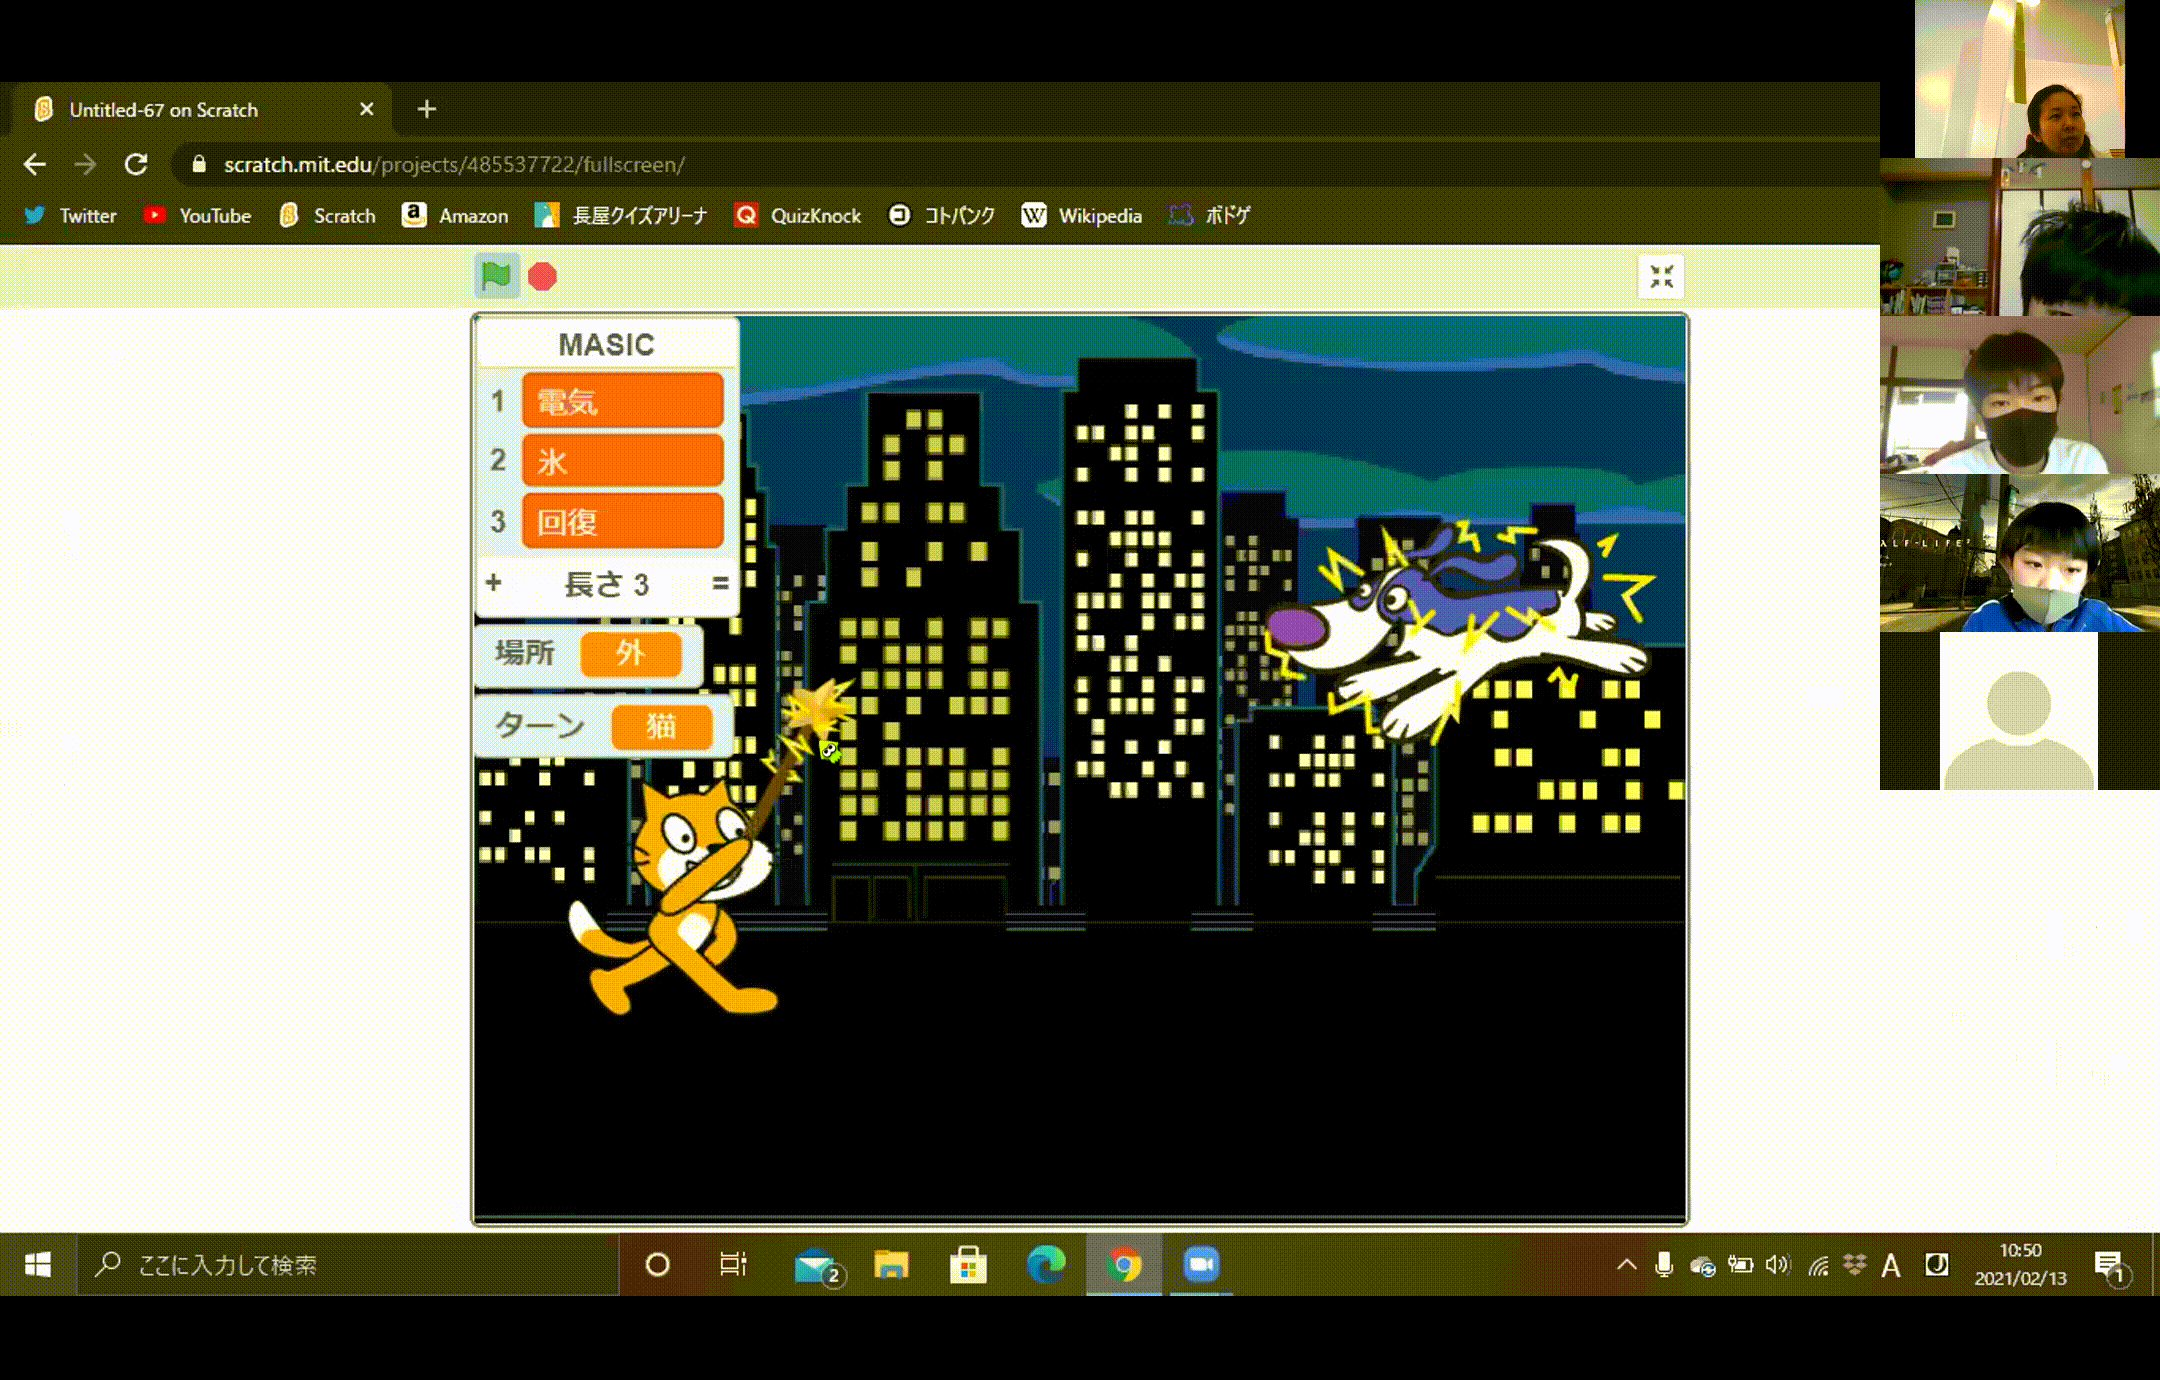 Untitled-67 on Scratch
scratch.mit.edu/projects/485537722/fullscreen/
Twitter YouTube Scratch Amazon 長屋クイズアリーナ QuizKnock コトバンク Wikipedia ボドゲ
MASIC
1 電気
2 氷
3 回復
+ 長さ 3 =
場所 外
ターン 猫
ALF-LIFE
ここに入力して検索
2
A
10:50
2021/02/13
1